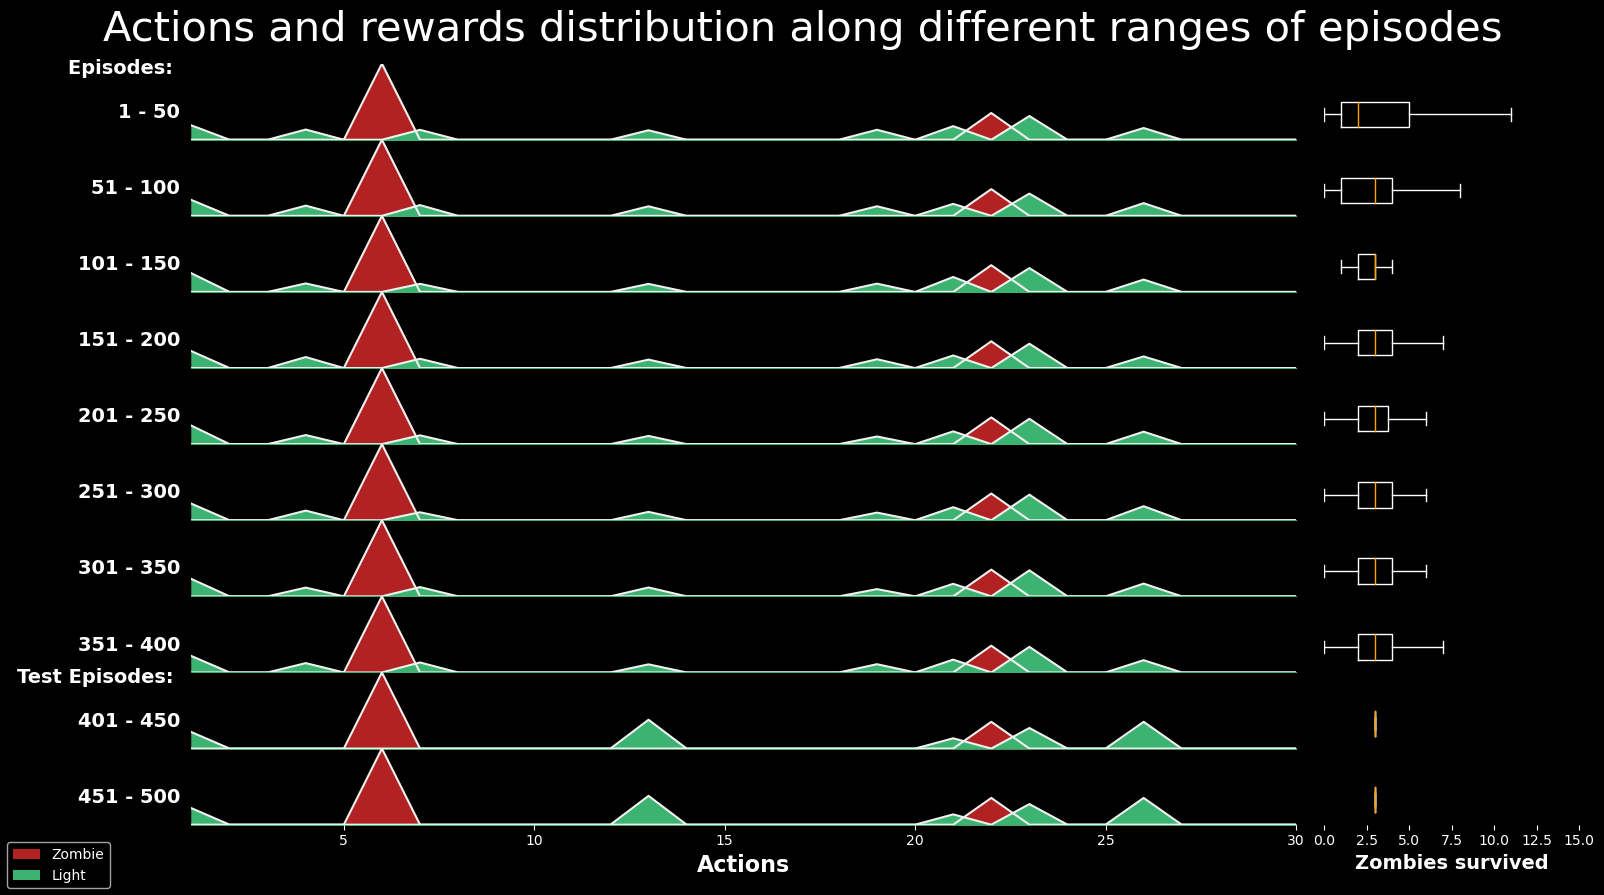 Actions and rewards distribution along different ranges of episodes
Episodes:
1 - 50
51 - 100
101 - 150
151 - 200
201 - 250
251 - 300
301 - 350
351 - 400
Test Episodes:
401 - 450
451 - 500
5 10 15 20 25 30
Actions
0.0 2.5 5.0 7.5 10.0 12.5 15.0
Zombies survived
Zombie
Light